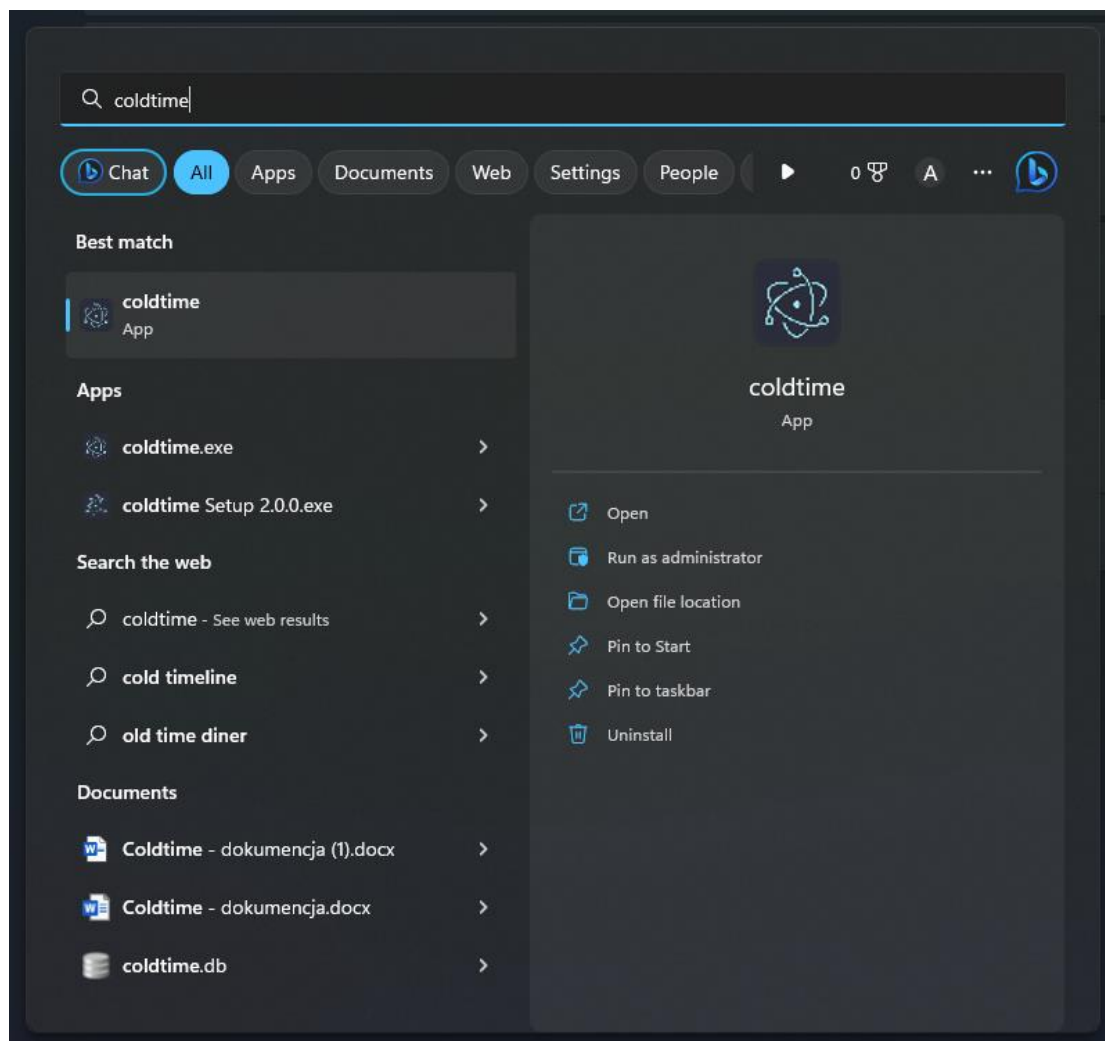 coldtime
Chat All Apps Documents Web Settings People 0 A ...
Best match
coldtime
App
Apps
coldtime.exe
coldtime Setup 2.0.0.exe
Search the web
coldtime - See web results
cold timeline
old time diner
Documents
Coldtime - dokumencja (1).docx
Coldtime - dokumencja.docx
coldtime.db
coldtime
App
Open
Run as administrator
Open file location
Pin to Start
Pin to taskbar
Uninstall